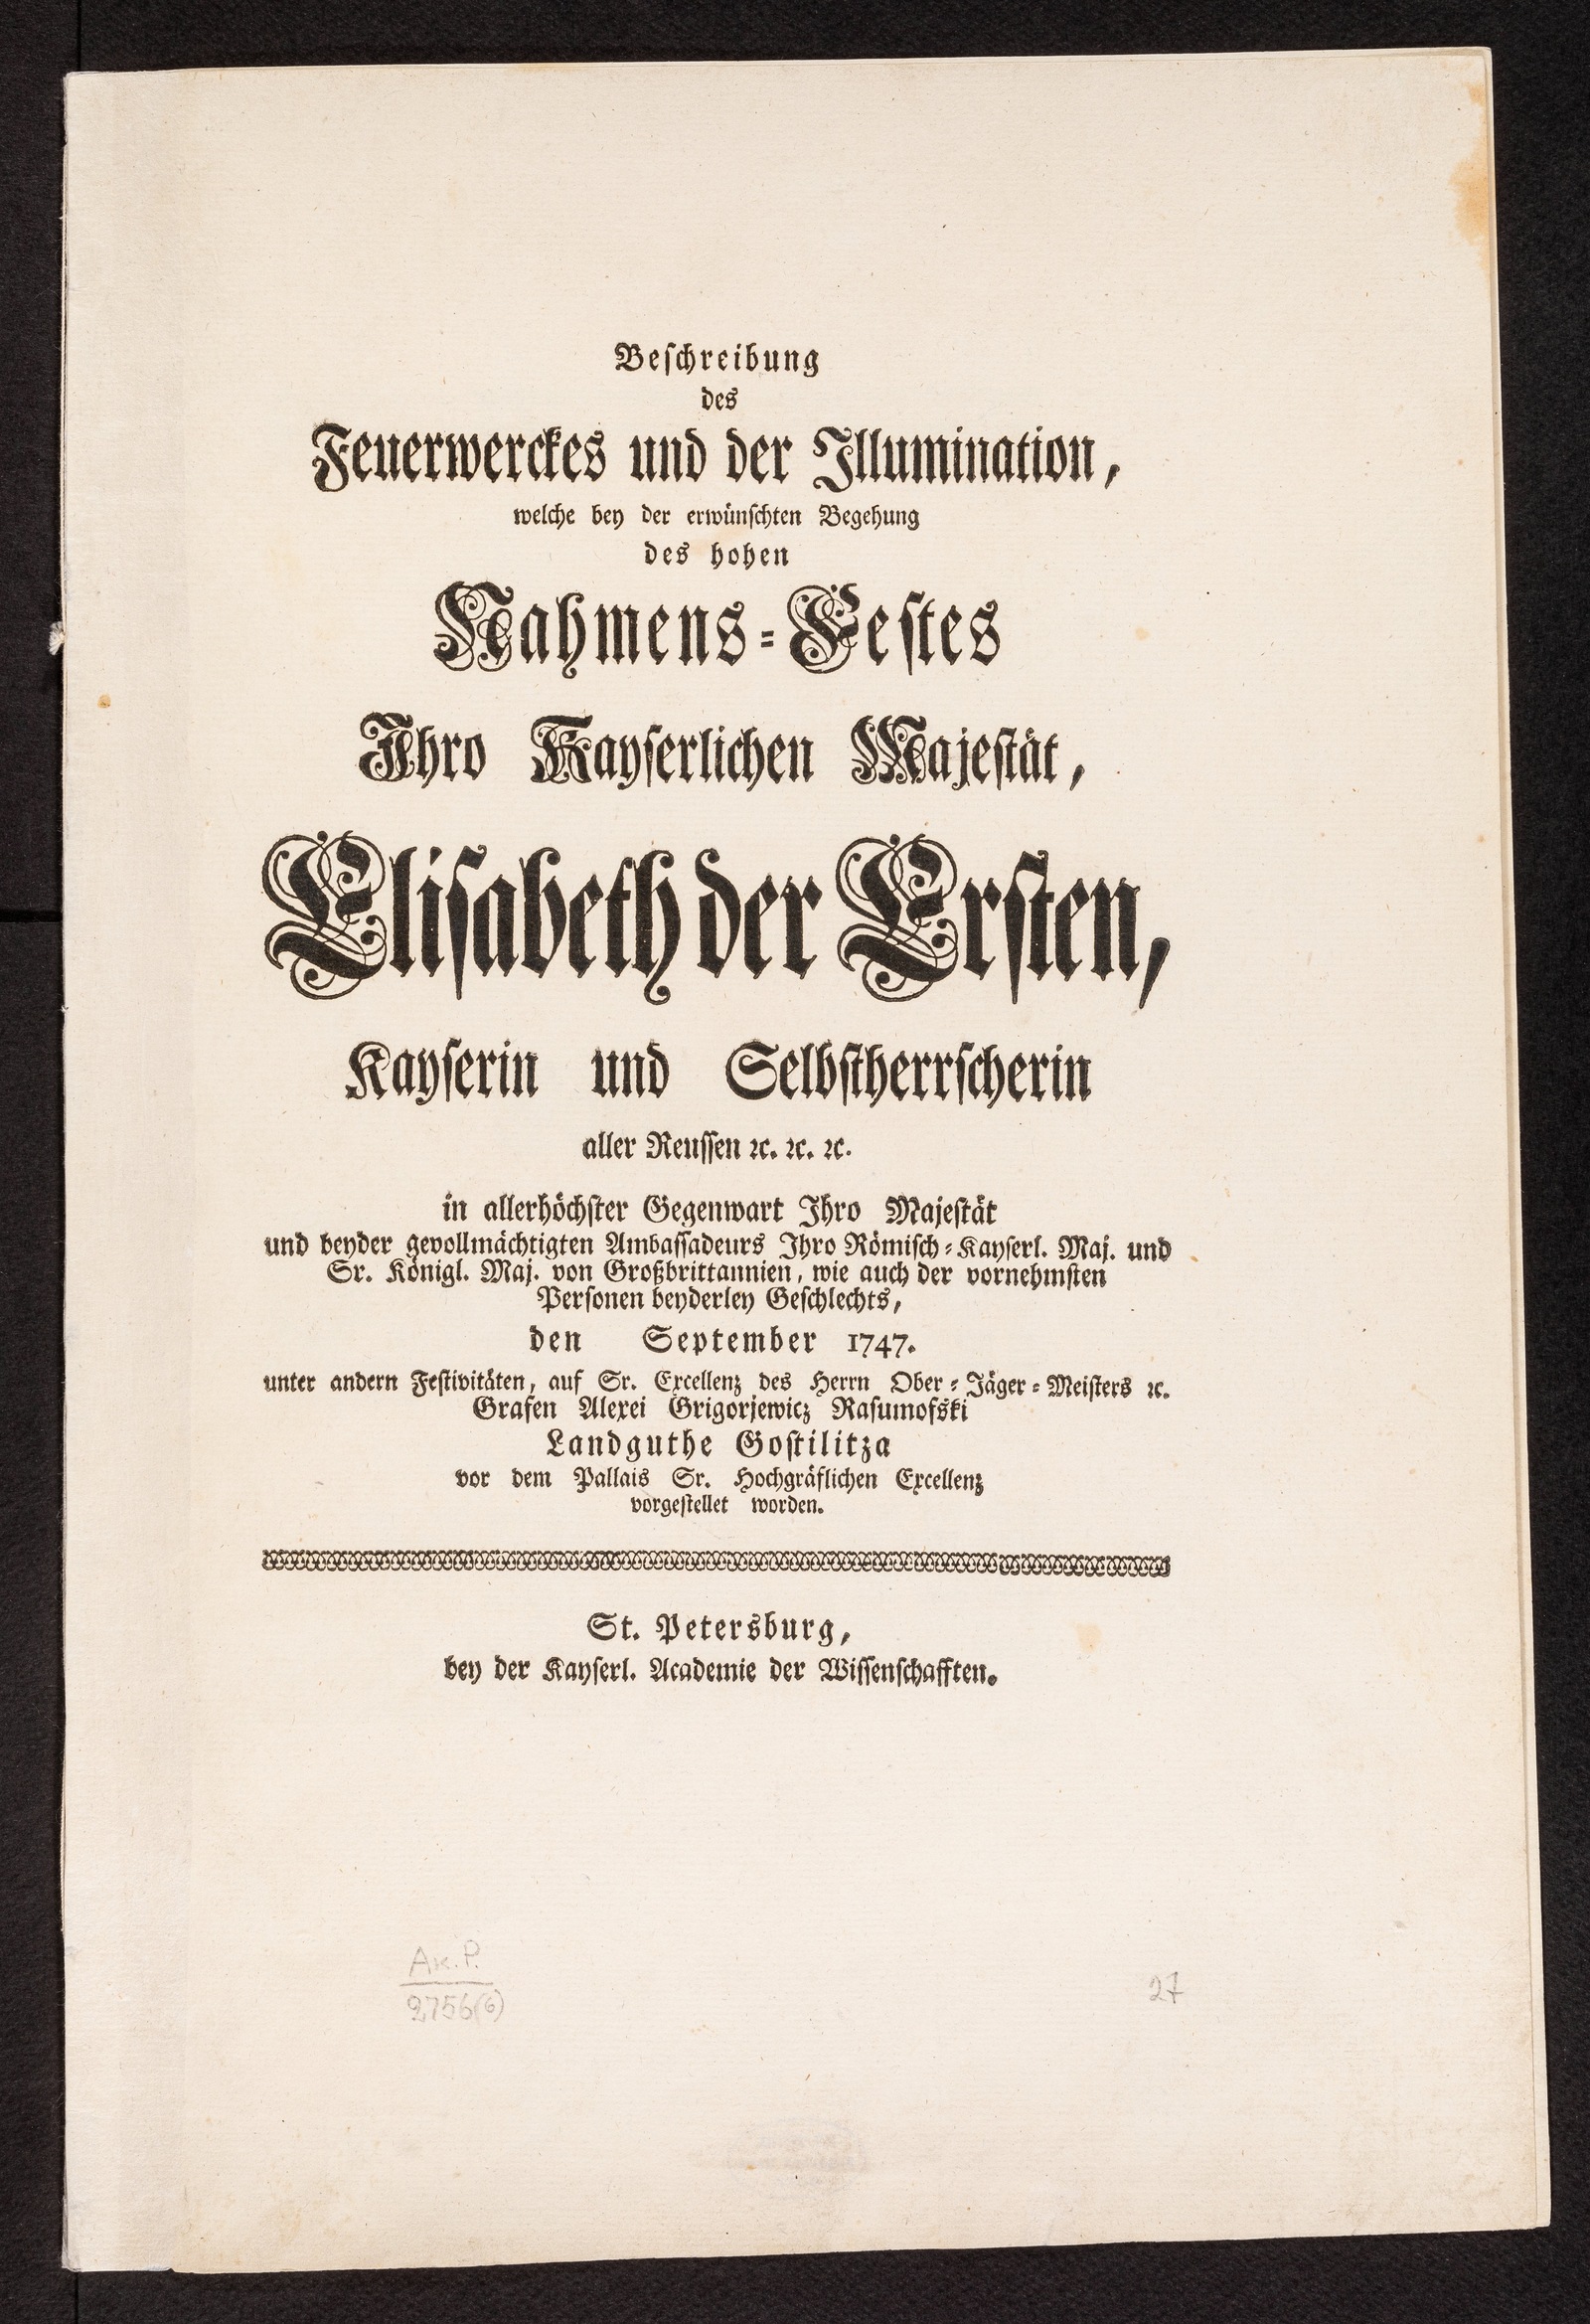 Beſchreibung
des
Feuerwerckes und der Illumination,
welche bey der erwünſchten Begehung
des hohen
Nahmens-Feſtes
Ihro Kayſerlichen Majeſtät,
Eliſabeth der Erſten,
Kayſerin und Selbſtherrſcherin
aller Reuſſen ꝛc. ꝛc. ꝛc.
in allerhöchſter Gegenwart Ihro Majeſtät
und beyder gevollmächtigten Ambaſſadeurs Ihro Römiſch-Kayſerl. Maj. und
Sr. Königl. Maj. von Großbrittannien, wie auch der vornehmſten
Perſonen beyderley Geſchlechts,
den September 1747.
unter andern Feſtivitäten, auf Sr. Excellenz des Herrn Ober-Jäger-Meiſters ꝛc.
Grafen Alexei Grigorjewicz Raſumofski
Landguthe Goſtilitza
vor dem Pallais Sr. Hochgräflichen Excellenz
vorgeſtellet worden.
St. Petersburg,
bey der Kayſerl. Academie der Wiſſenſchafften.
Ак. Р.
2756(6)
27